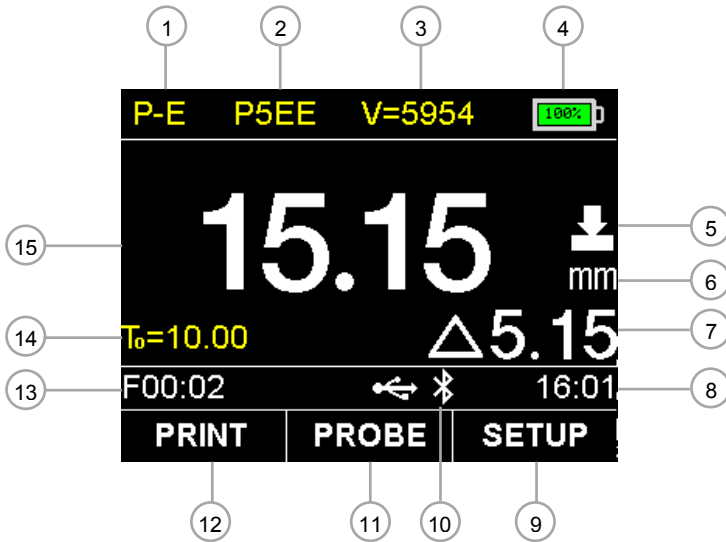 1 2 3 4
P-E P5EE V=5954 100%
15.15
5
15
mm
6
T₀=10.00 △5.15
14 7
13 F00:02 16:01 8
PRINT PROBE SETUP
12 11 10 9